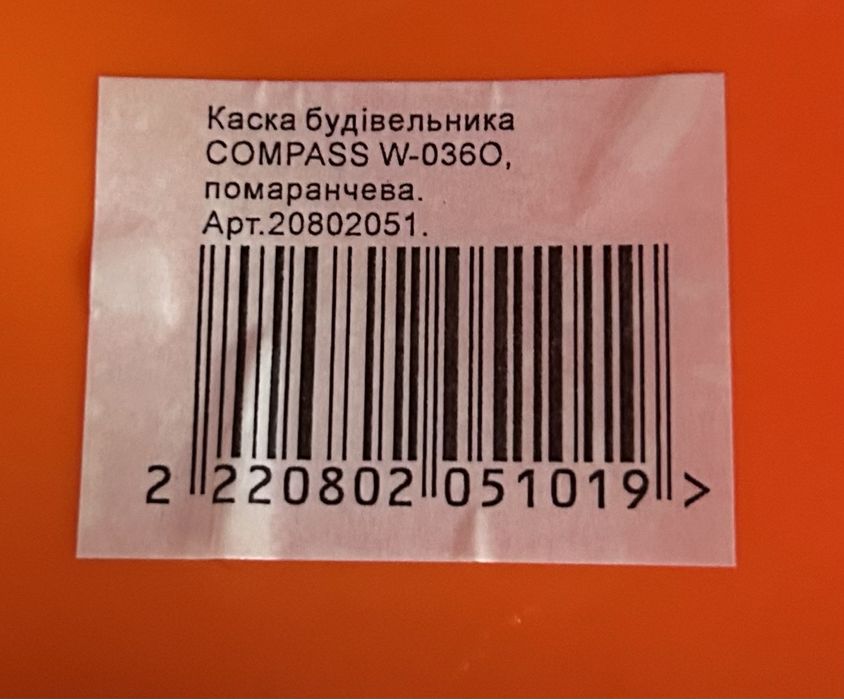 Каска будівельника
COMPASS W-036O,
помаранчева.
Арт.20802051.
2 220802 051019 >